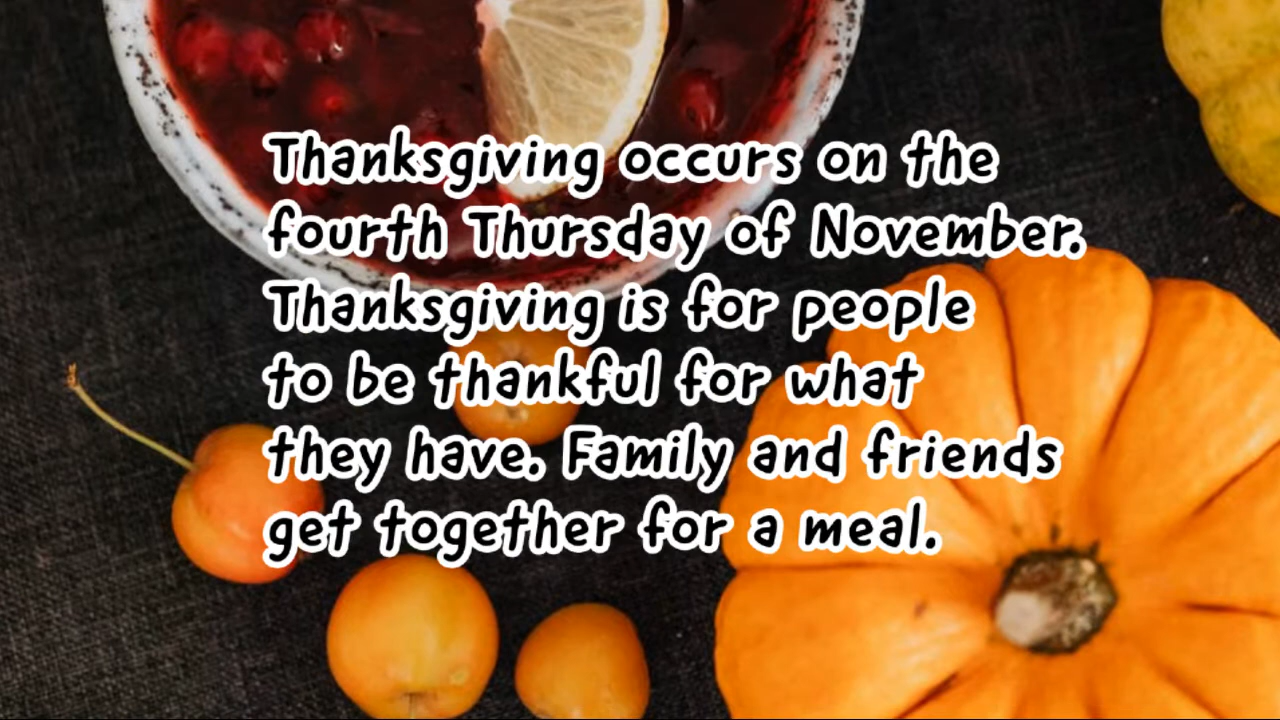 Thanksgiving occurs on the
fourth Thursday of November.
Thanksgiving is for people
to be thankful for what
they have. Family and friends
get together for a meal.